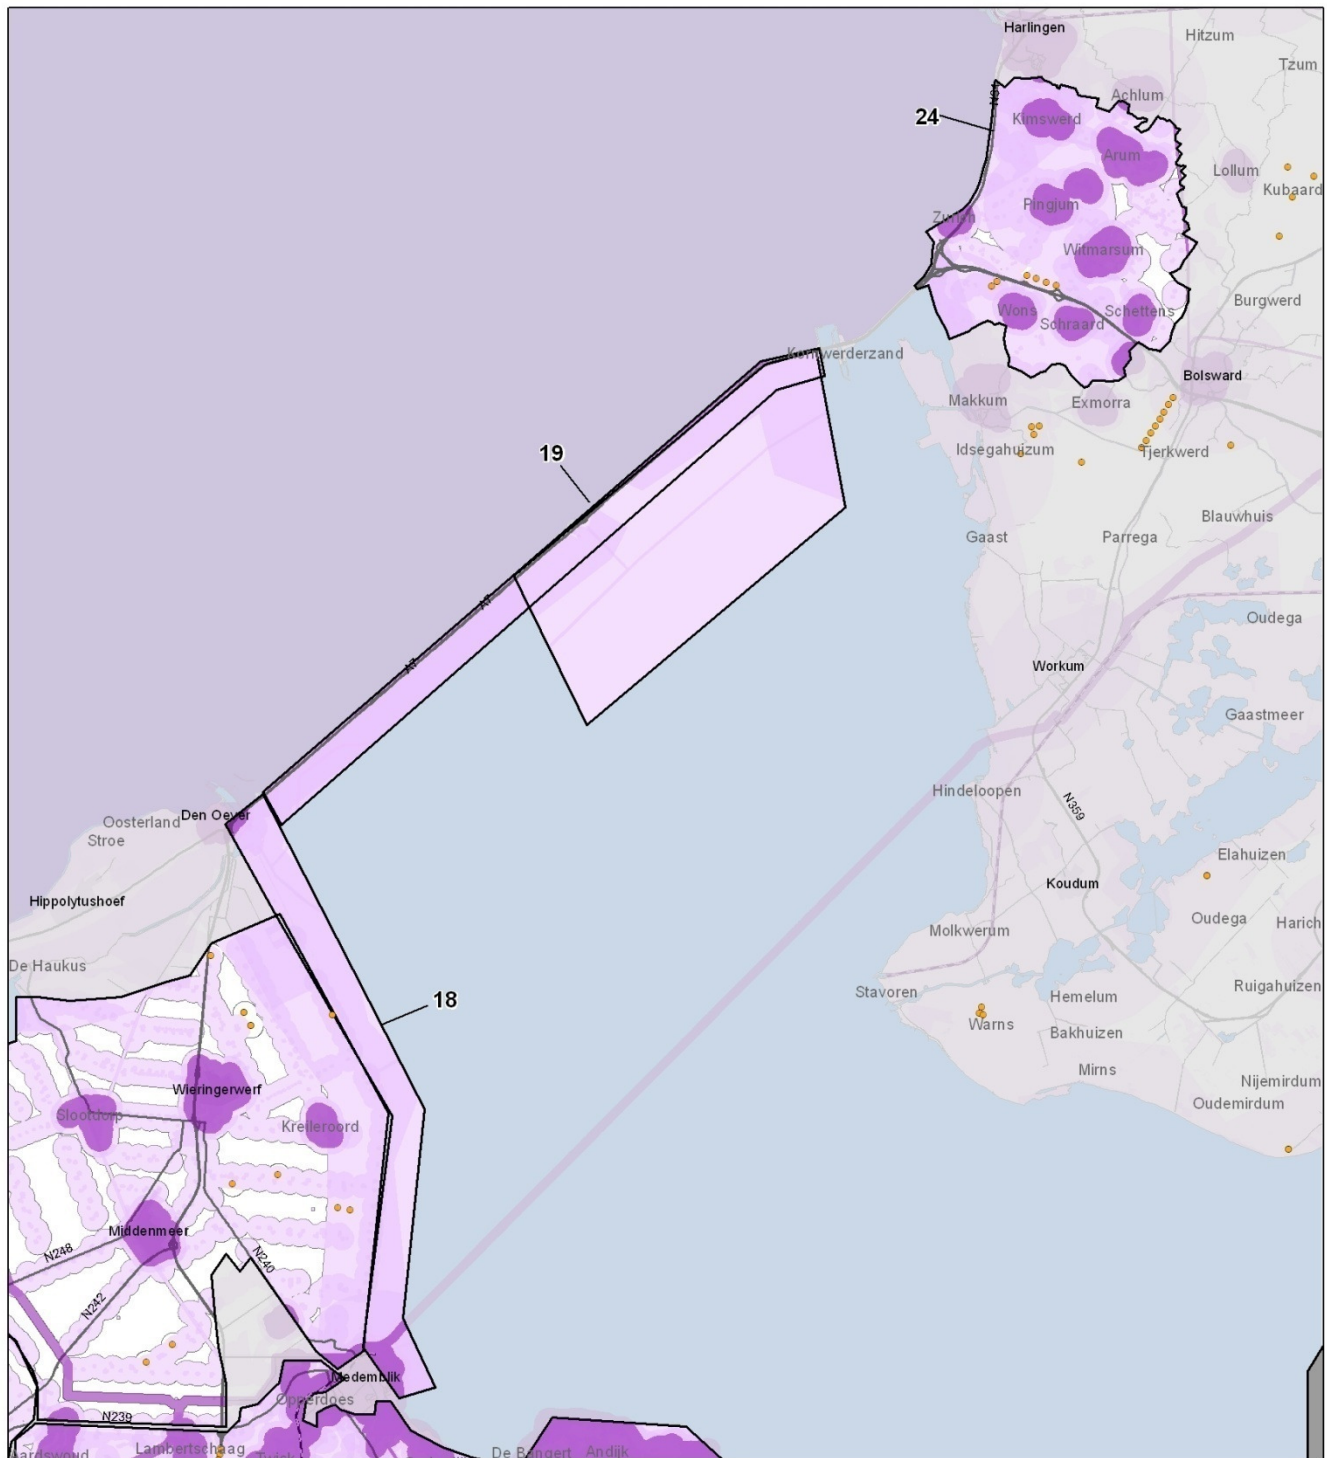 Harlingen
Hitzum
Tzum
N31
Achlum
24
Kimswerd
Arum
Lollum
Kubaard
Pingjum
Zurich
Witmarsum
Burgwerd
Wons
Schraard
Schettens
Kornwerderzand
Bolsward
Makkum
Exmorra
19
Idsegahuizum
Tjerkwerd
Blauwhuis
Gaast
Parrega
A7
Oudega
A7
Workum
Gaastmeer
Hindeloopen
N359
Den Oever
Oosterland
Stroe
Elahuizen
Koudum
Hippolytushoef
Oudega
Harich
Molkwerum
De Haukus
Ruigahuizen
Stavoren
Hemelum
18
Warns
Bakhuizen
Mirns
Nijemirdum
Wieringerwerf
Oudemirdum
Slootdorp
Kreileroord
Middenmeer
N248
N240
N242
Medemblik
Opperdoes
N239
Lambertschaag
De Bangert
Andijk